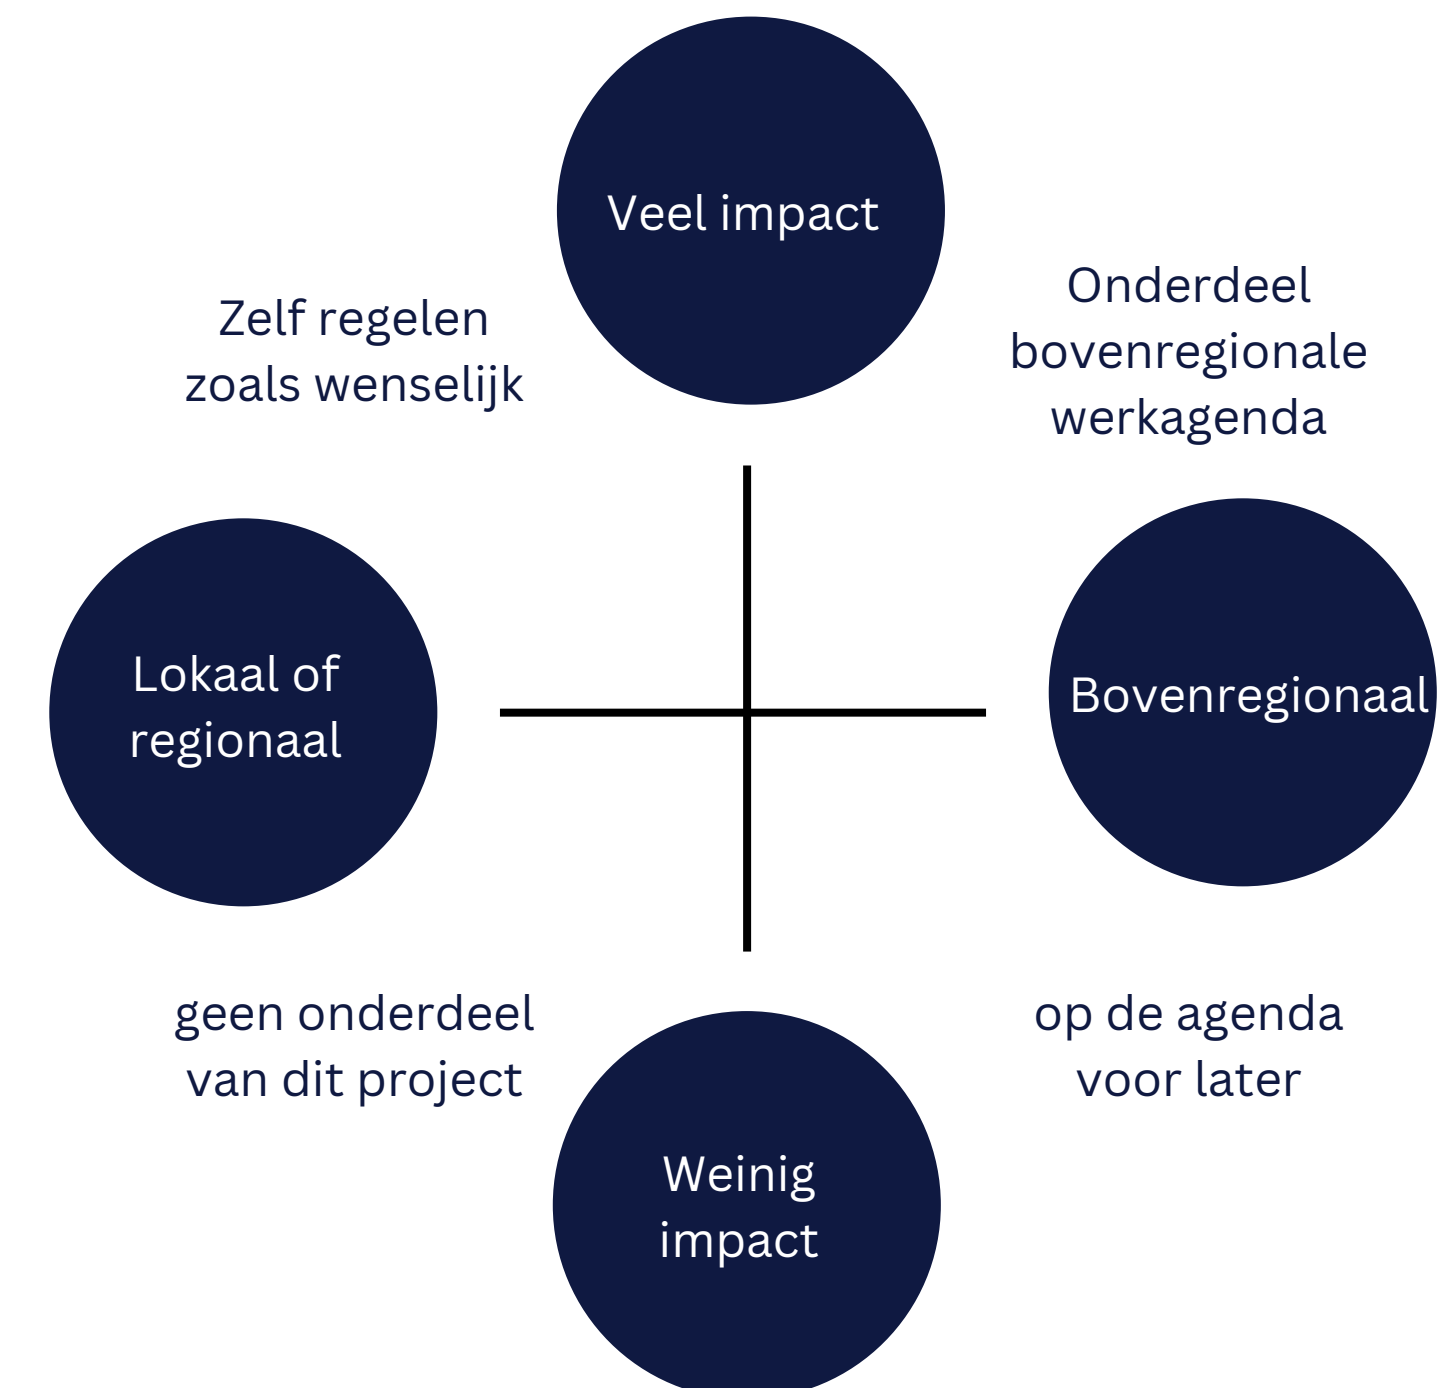 Veel impact
Zelf regelen
zoals wenselijk
Onderdeel
bovenregionale
werkagenda
Lokaal of
regionaal
Bovenregionaal
geen onderdeel
van dit project
op de agenda
voor later
Weinig
impact